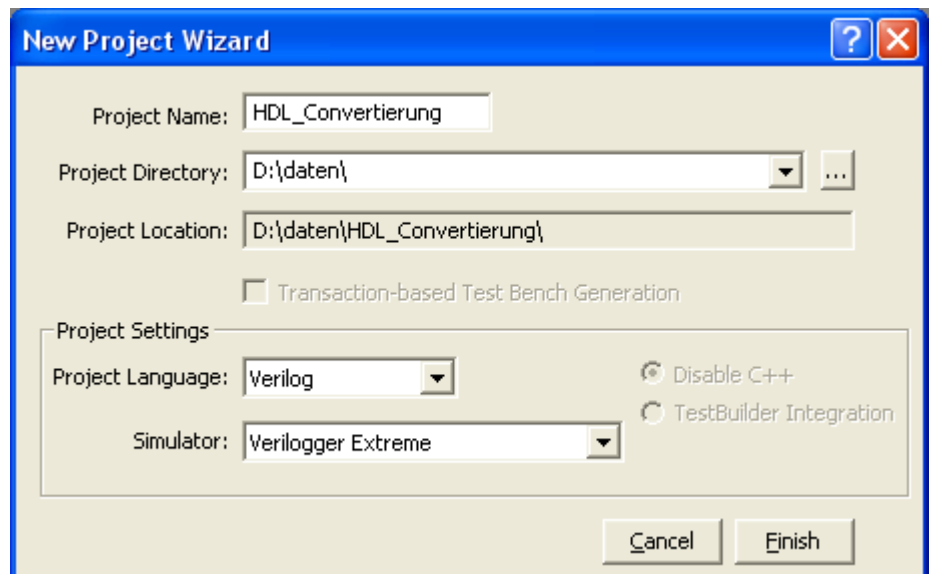 New Project Wizard
Project Name: HDL_Convertierung
Project Directory: D:\daten\ ...
Project Location: D:\daten\HDL_Convertierung\
Transaction-based Test Bench Generation
Project Settings
Project Language: Verilog Disable C++
TestBuilder Integration
Simulator: Verilogger Extreme
Cancel Finish